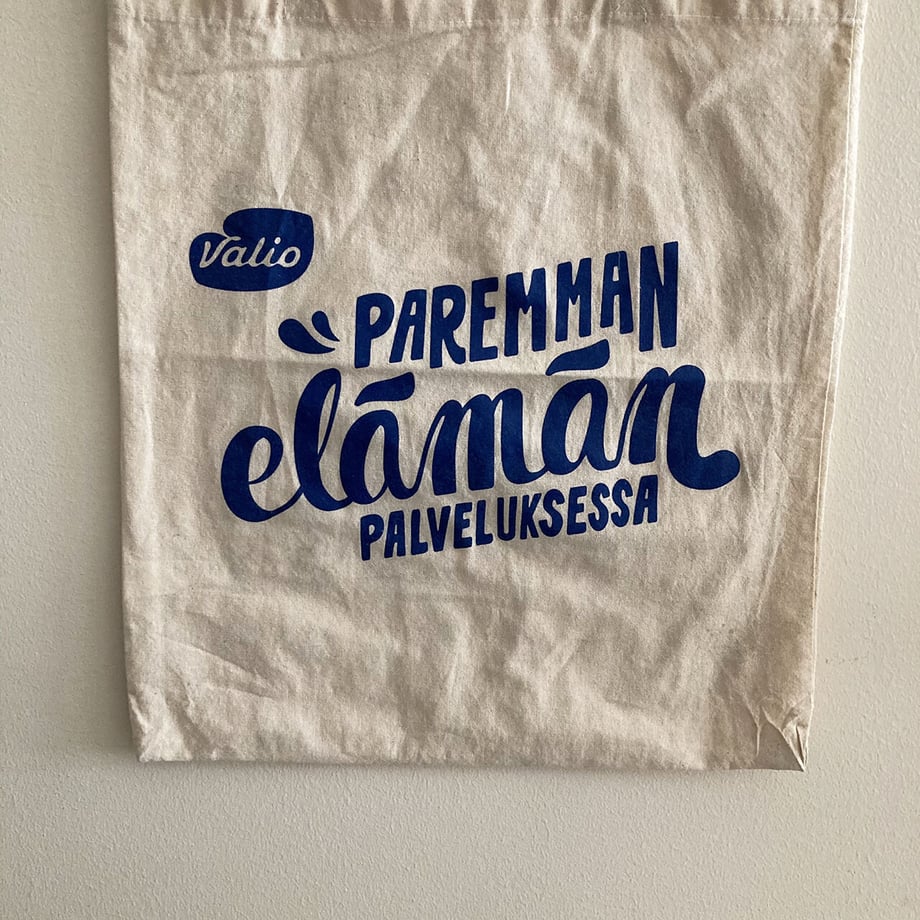 Valio
PAREMMAN
elämän
PALVELUKSESSA